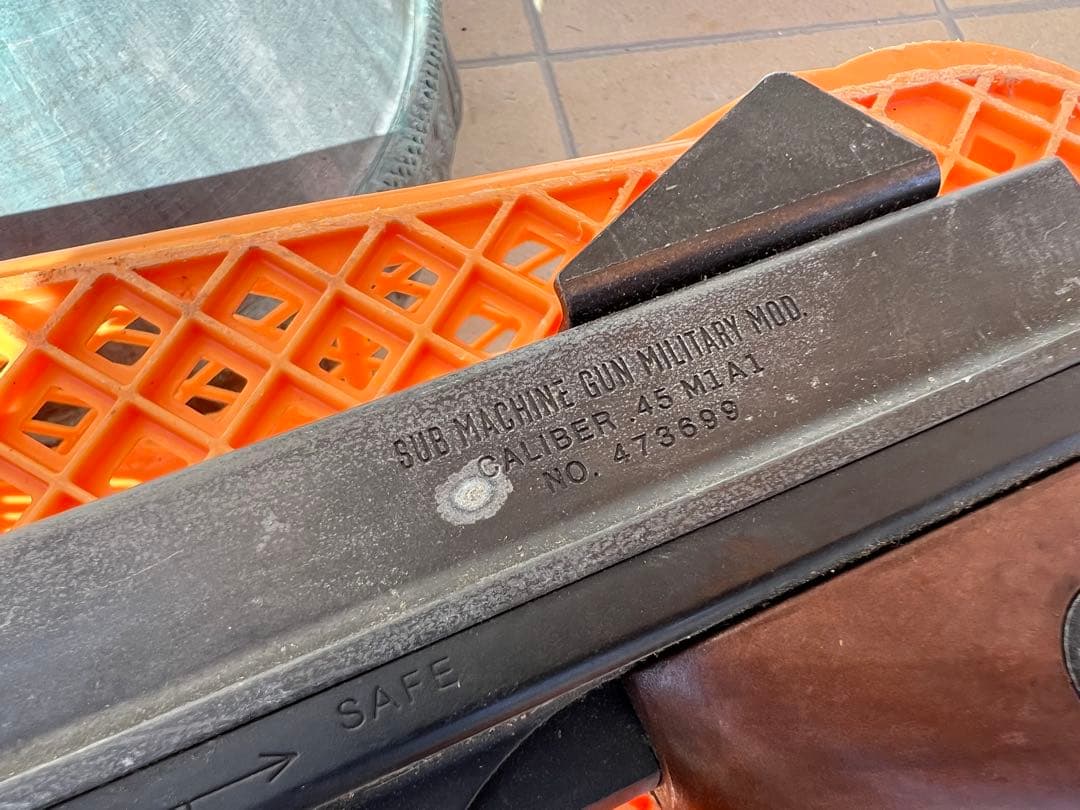 SUB MACHINE GUN MILITARY MOD.
CALIBER .45 M1A1
NO. 473699
SAFE